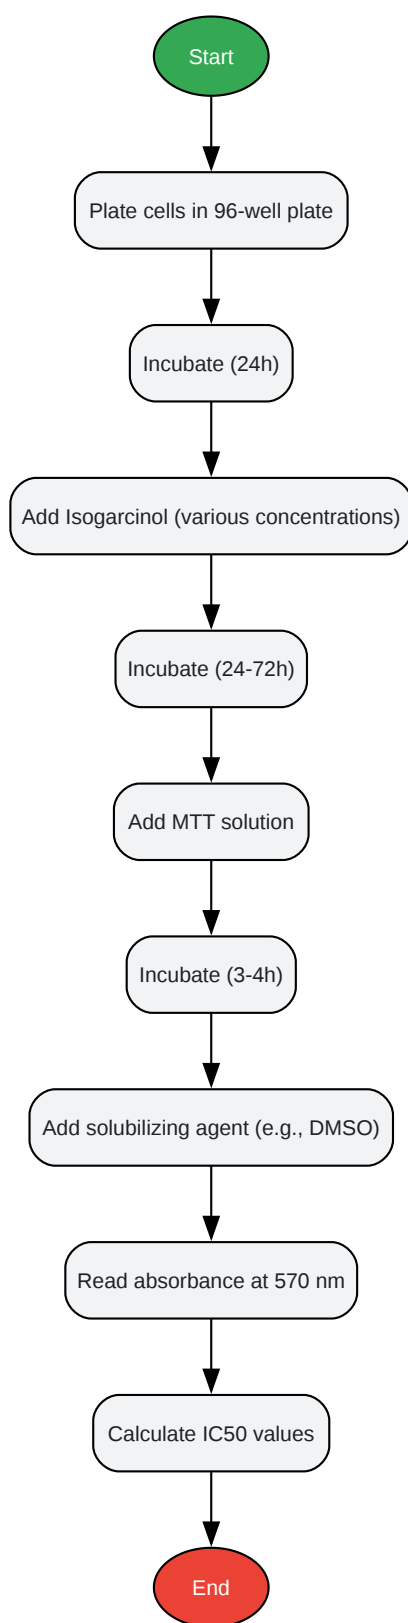 Start
Plate cells in 96-well plate
Incubate (24h)
Add Isogarcinol (various concentrations)
Incubate (24-72h)
Add MTT solution
Incubate (3-4h)
Add solubilizing agent (e.g., DMSO)
Read absorbance at 570 nm
Calculate IC50 values
End